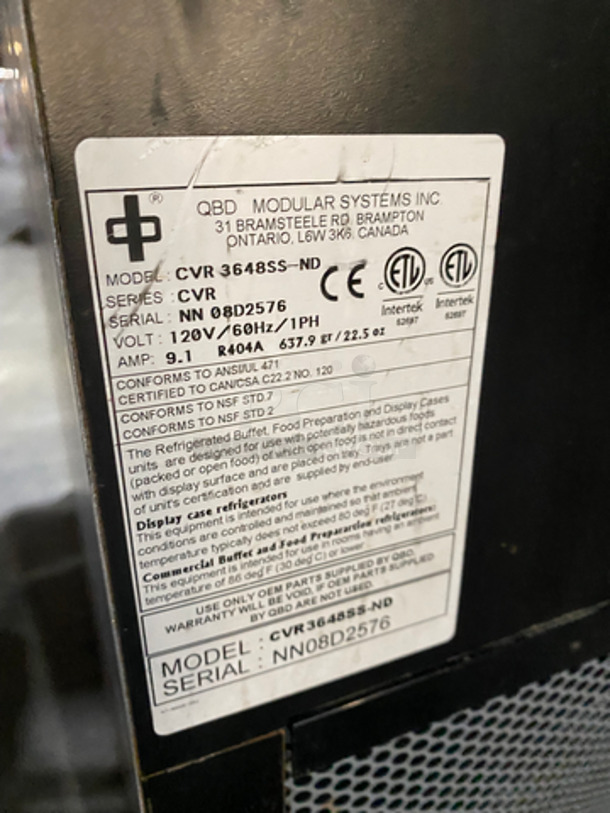 QBD MODULAR SYSTEMS INC
31 BRAMSTEELE RD, BRAMPTON
ONTARIO, L6W 3K6, CANADA
MODEL : CVR 3648SS-ND
SERIES : CVR
SERIAL : NN 08D2576
VOLT : 120V/60Hz/1PH
AMP: 9.1 R404A 637.9 gr/22.5 oz
CE
C ETL US Intertek
ETL Intertek
CONFORMS TO ANSI/UL 471
CERTIFIED TO CAN/CSA C22.2 NO. 120
CONFORMS TO NSF STD.7
CONFORMS TO NSF STD 2
The Refrigerated Buffet, Food Preparation and Display Cases
units are designed for use with potentially hazardous foods
(packed or open food) of which open food is not in direct contact
with display surface and are placed on tray. Trays are not a part
of unit's certification and are supplied by end-user.
Display case refrigerators
This equipment is intended for use where the environment
conditions are controlled and maintained so that ambient
temperature typically does not exceed 80 deg F (27 deg C)
Commercial Buffet and Food Preparation refrigerators:
This equipment is intended for use in rooms having an ambient
temperature of 86 deg F (30 deg C) or lower.
USE ONLY OEM PARTS SUPPLIED BY QBD.
WARRANTY WILL BE VOID, IF OEM PARTS SUPPLIED
BY QBD ARE NOT USED.
MODEL : CVR3648SS-ND
SERIAL : NN08D2576